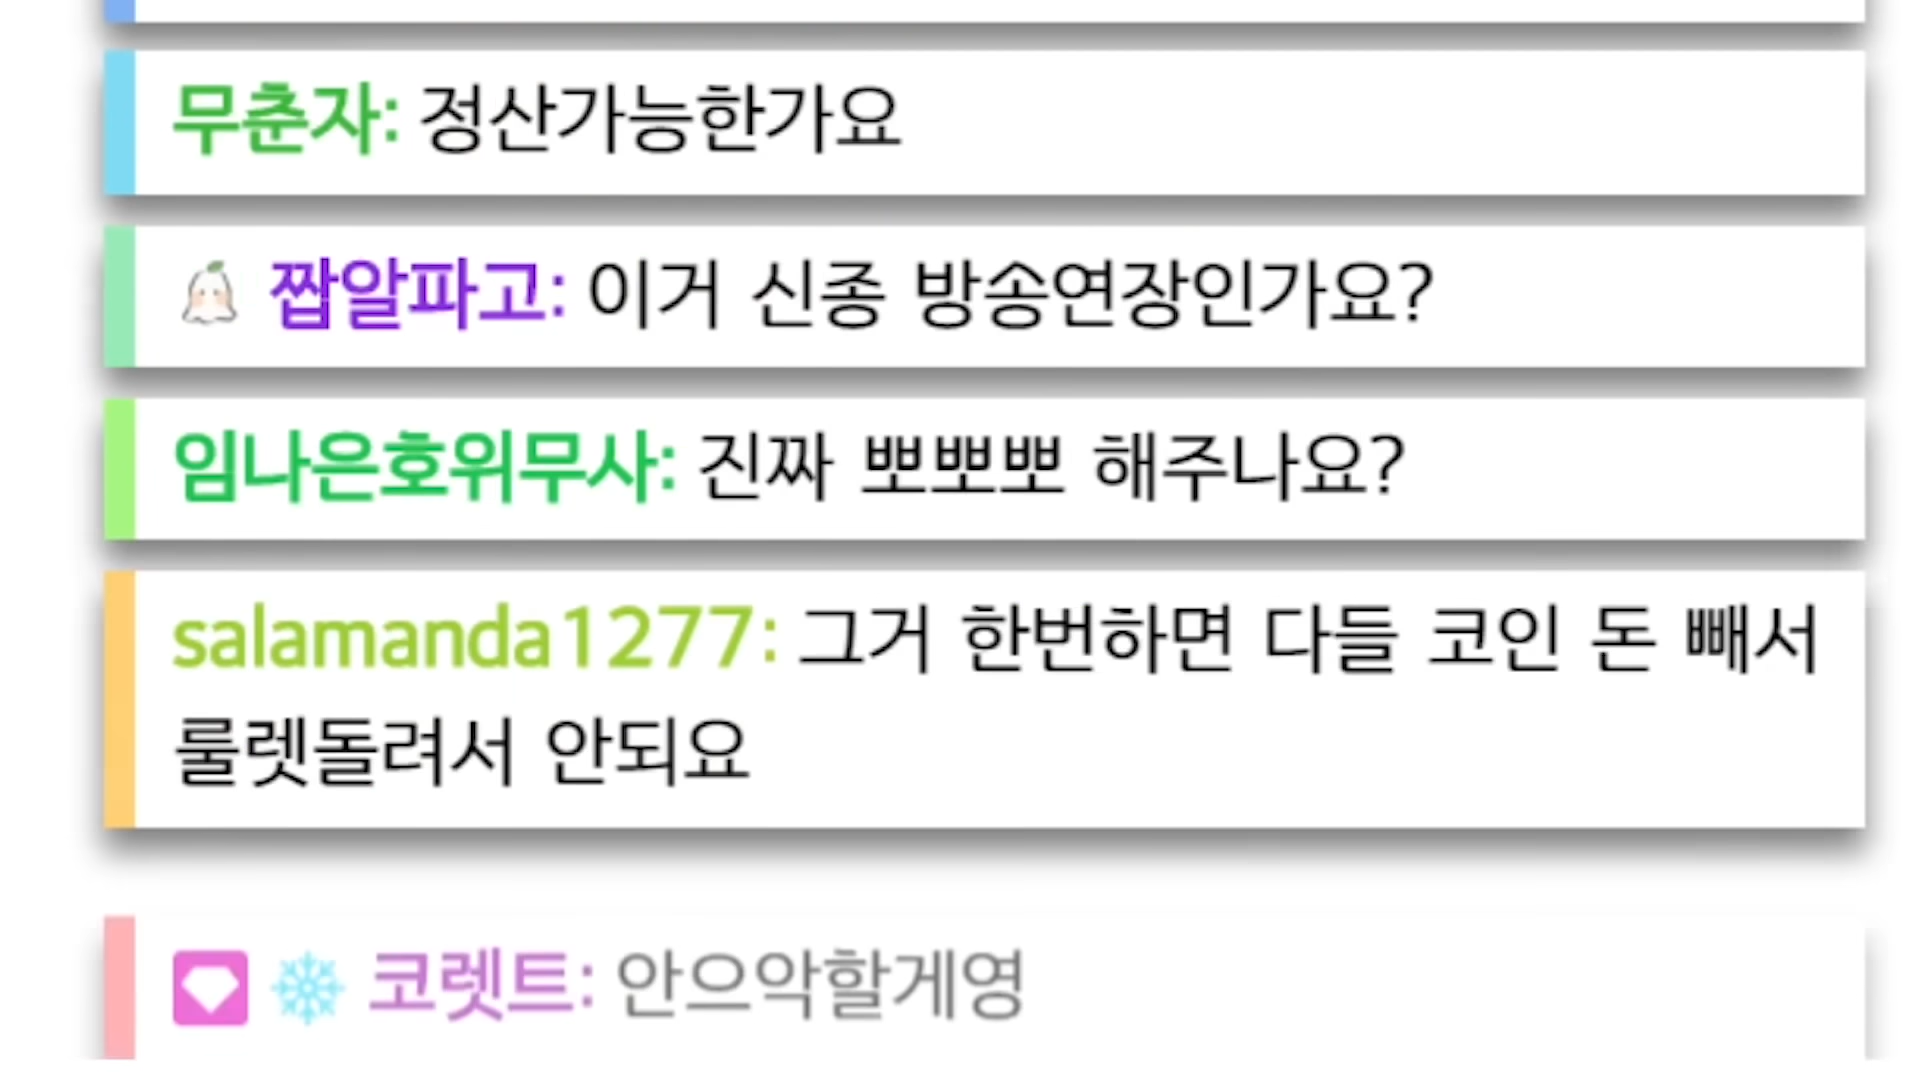 무춘자: 정산가능한가요
짭알파고: 이거 신종 방송연장인가요?
임나은호위무사: 진짜 뽀뽀뽀 해주나요?
salamanda1277: 그거 한번하면 다들 코인 돈 빼서
룰렛돌려서 안되요
코렛트: 안으악할게영